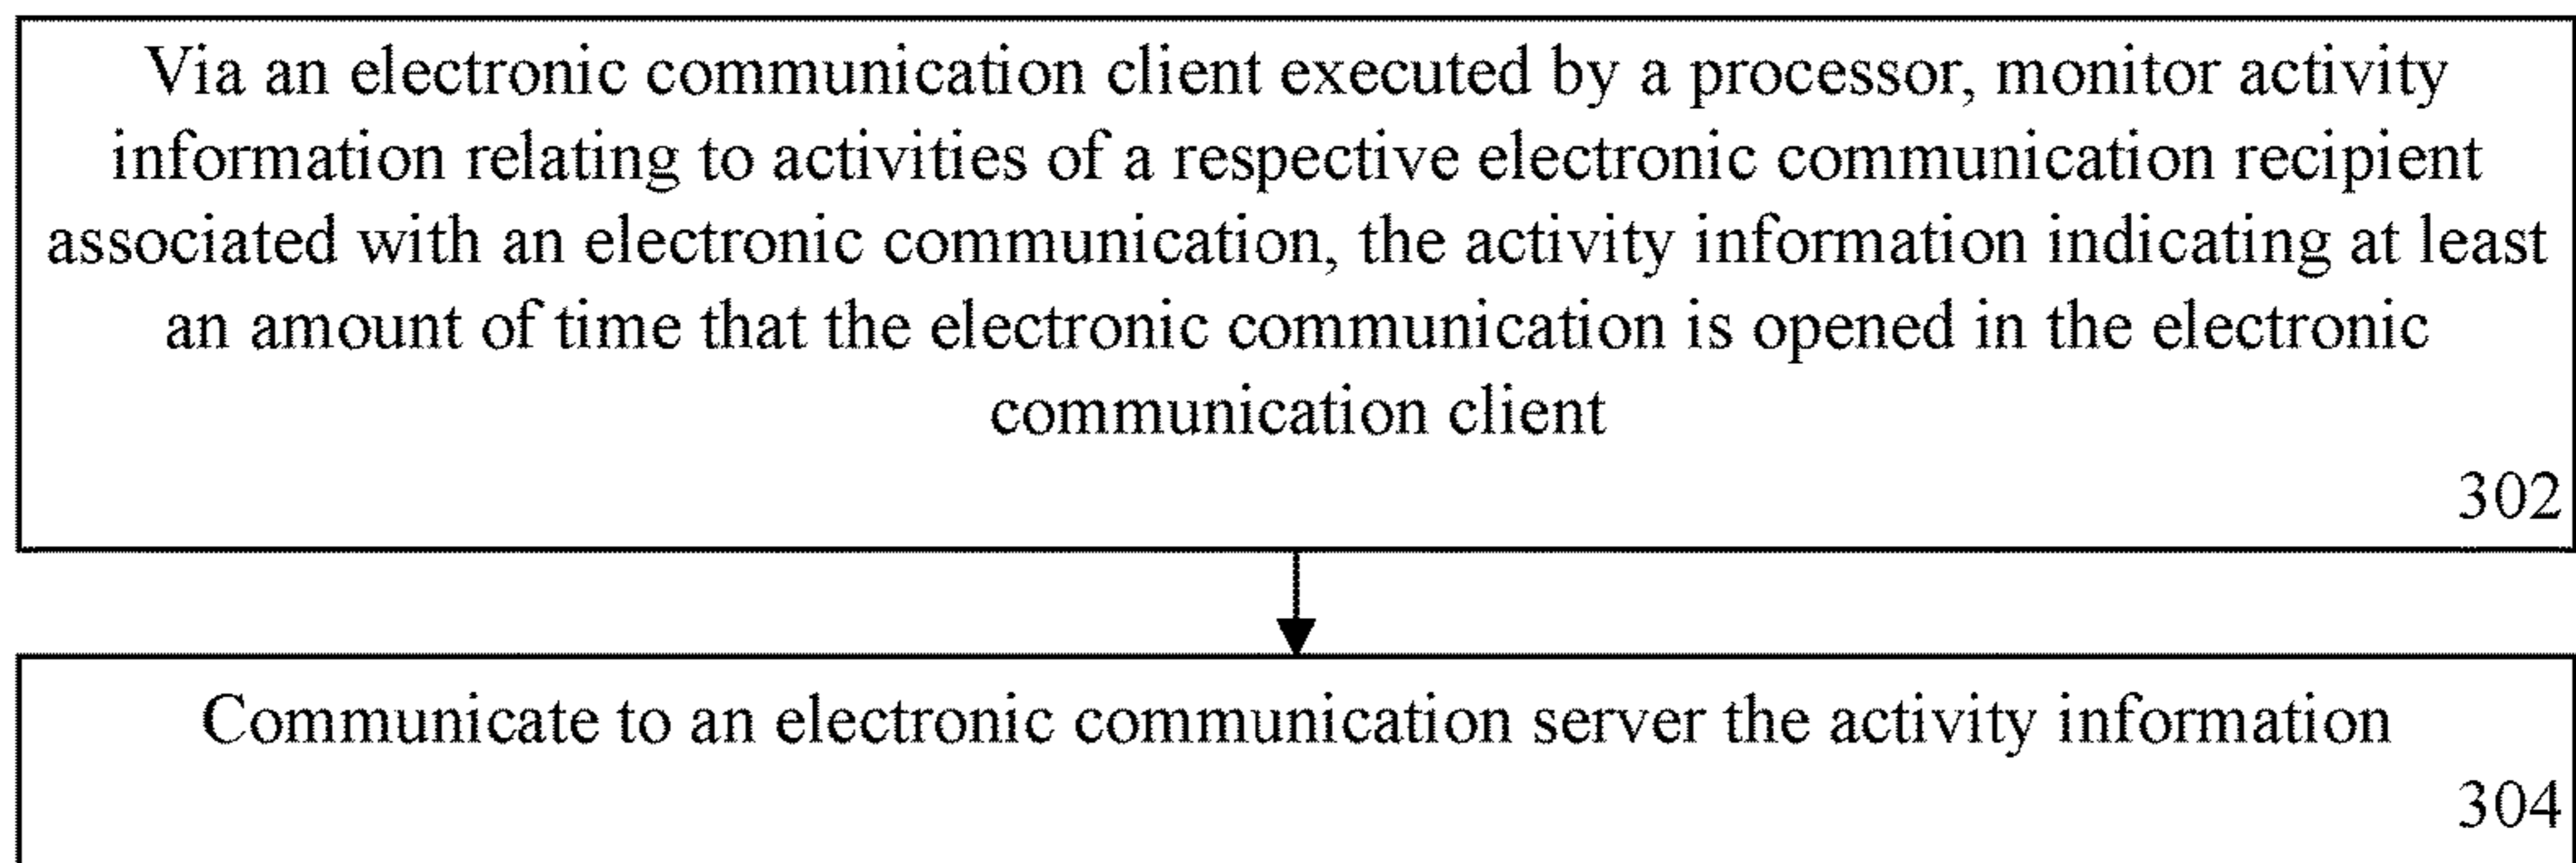 Via an electronic communication client executed by a processor, monitor activity
information relating to activities of a respective electronic communication recipient
associated with an electronic communication, the activity information indicating at least
an amount of time that the electronic communication is opened in the electronic
communication client
302
Communicate to an electronic communication server the activity information
304